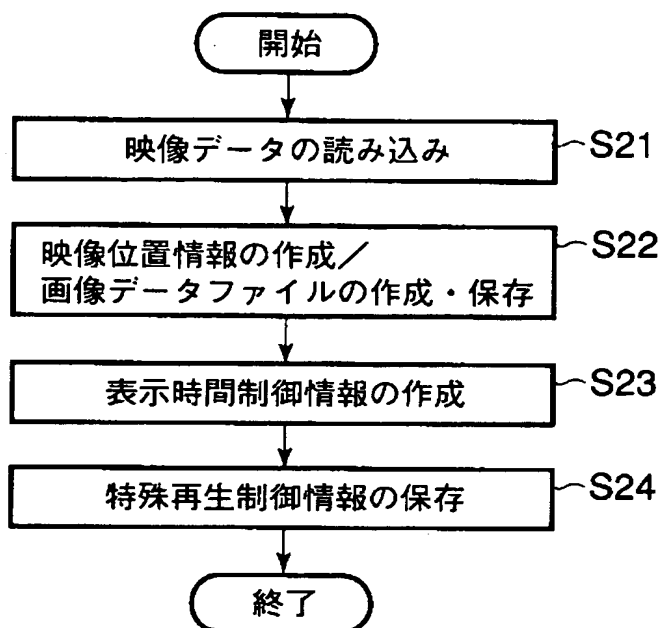 開始
映像データの読み込み
S21
映像位置情報の作成／
画像データファイルの作成・保存
S22
表示時間制御情報の作成
S23
特殊再生制御情報の保存
S24
終了